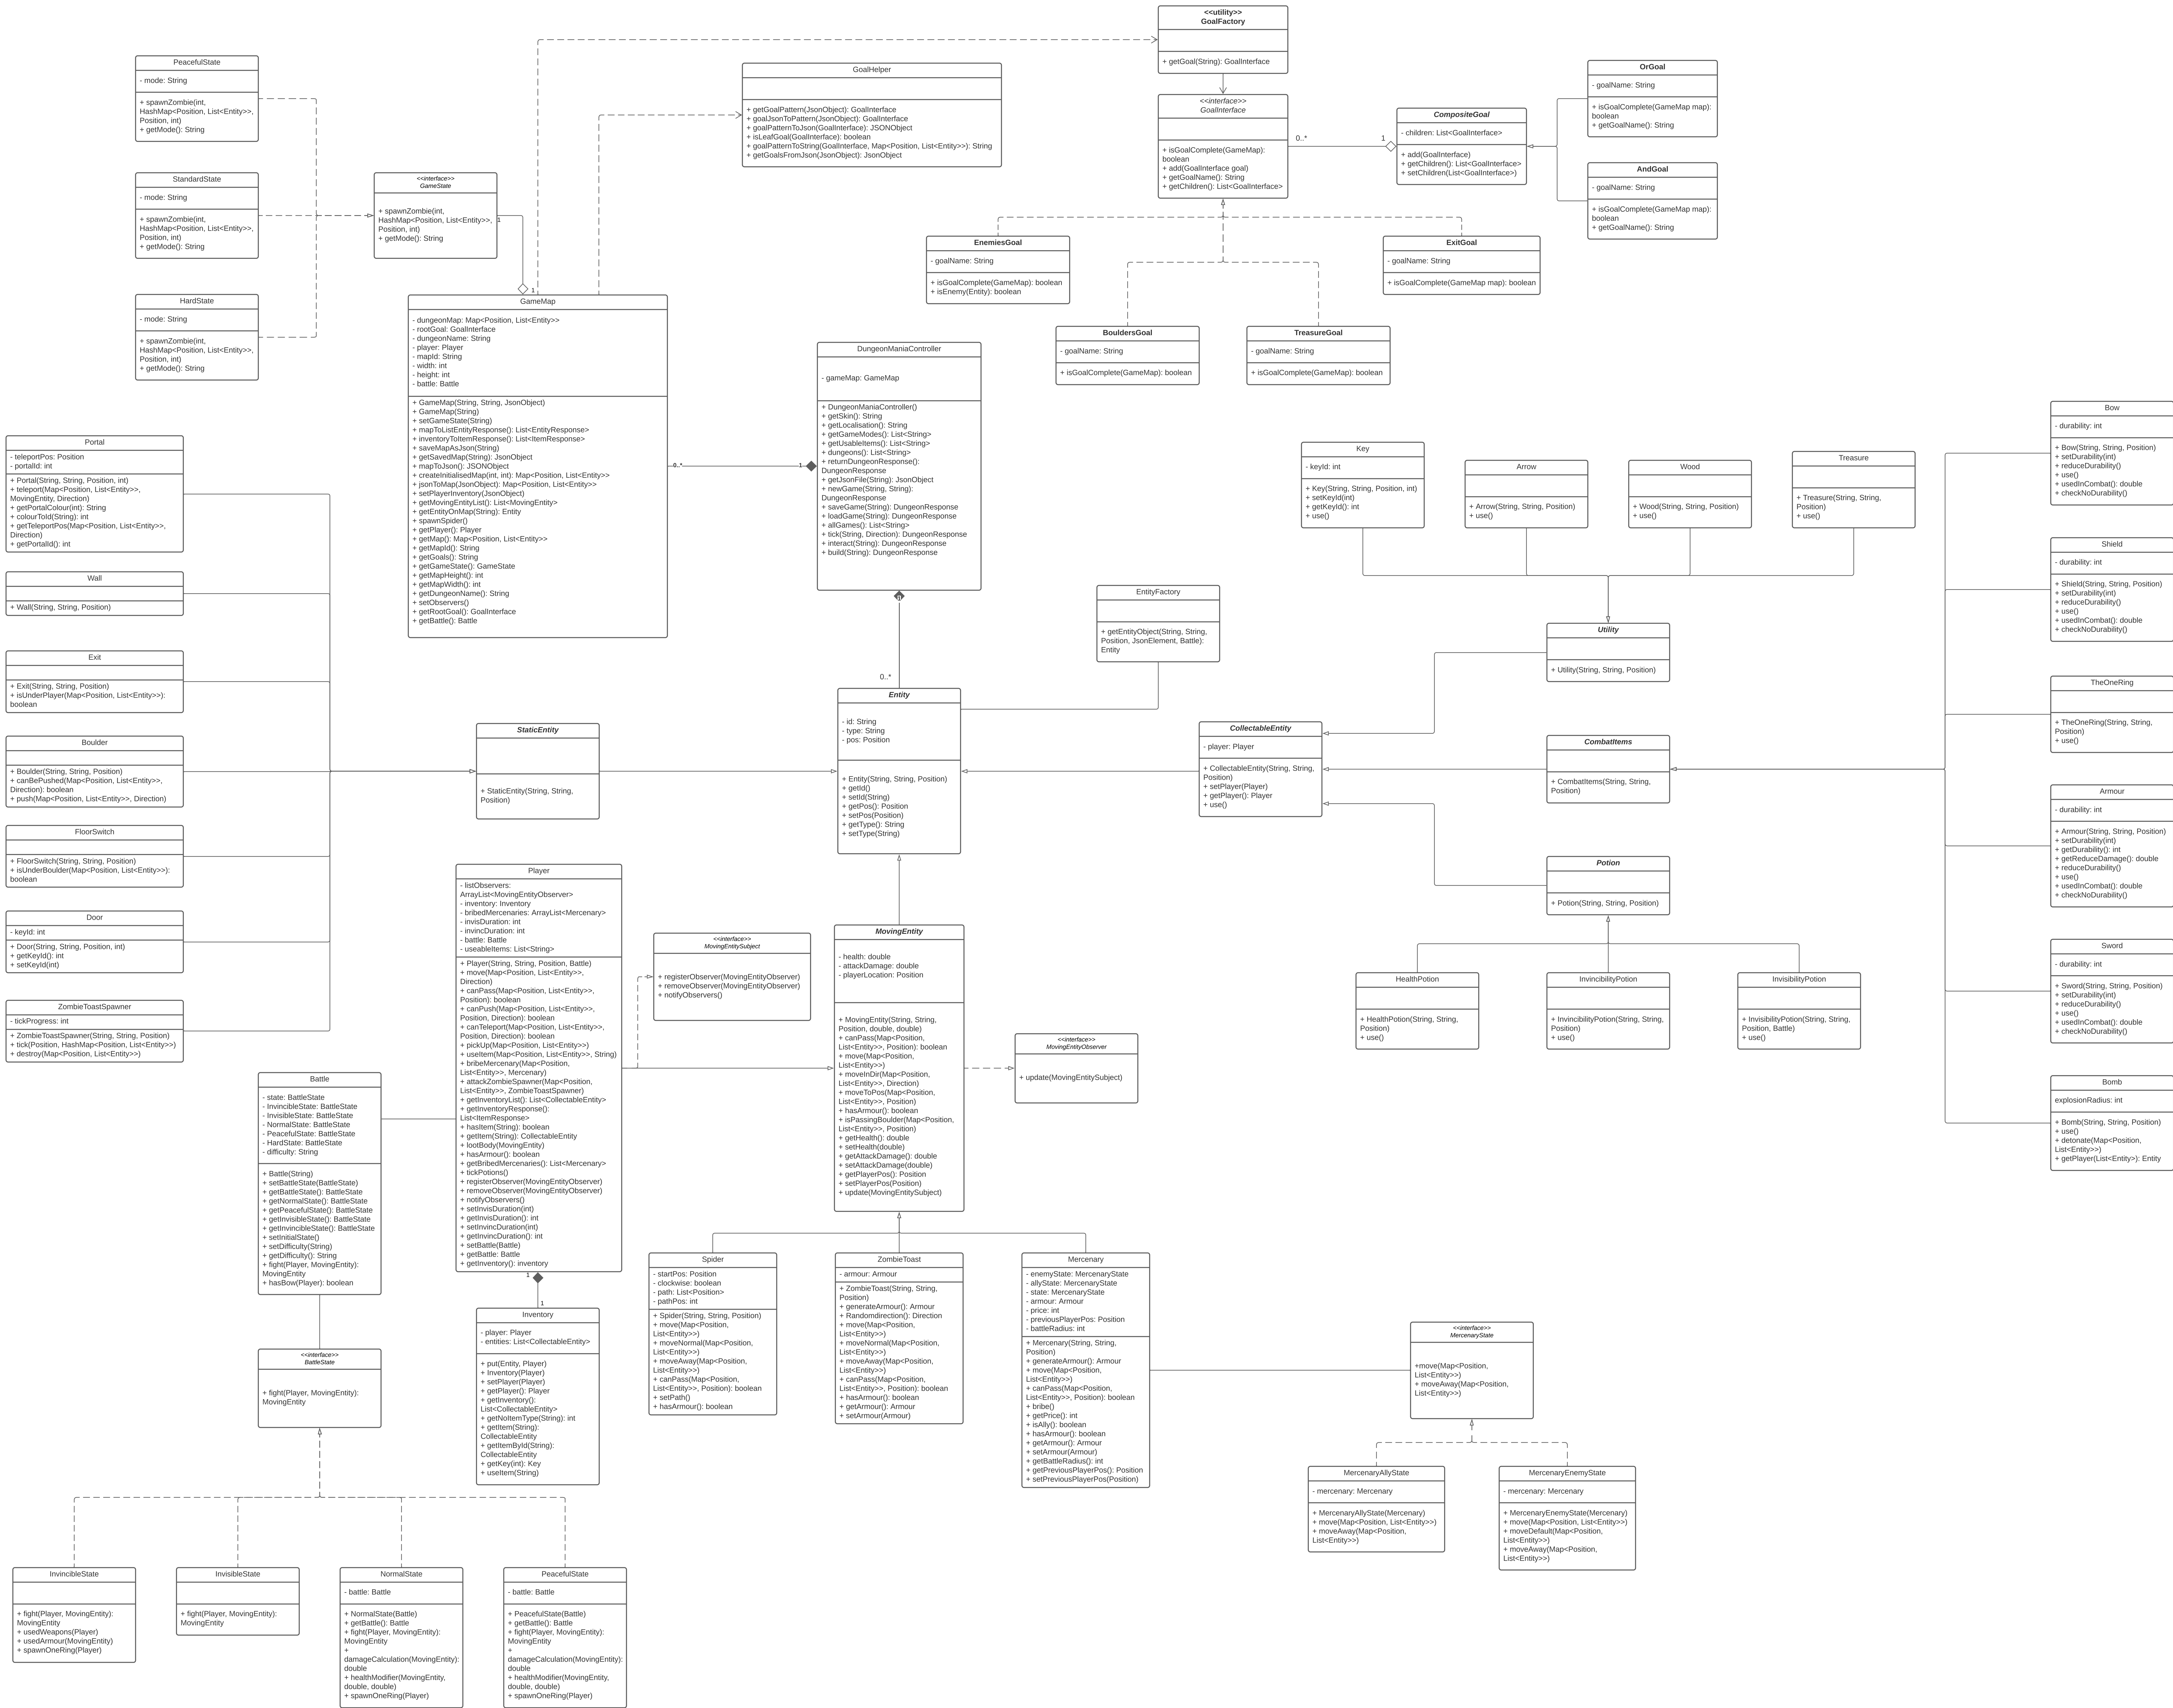 <<utility>>
GoalFactory
+ getGoal(String): GoalInterface
PeacefulState
- mode: String
+ spawnZombie(int,
HashMap<Position, List<Entity>>,
Position, int)
+ getMode(): String
GoalHelper
+ getGoalPattern(JsonObject): GoalInterface
+ goalJsonToPattern(JsonObject): GoalInterface
+ goalPatternToJson(GoalInterface): JSONObject
+ isLeafGoal(GoalInterface): boolean
+ goalPatternToString(GoalInterface, Map<Position, List<Entity>>): String
+ getGoalsFromJson(JsonObject): JsonObject
<<interface>>
GoalInterface
+ isGoalComplete(GameMap):
boolean
+ add(GoalInterface goal)
+ getGoalName(): String
+ getChildren(): List<GoalInterface>
0..*
1
CompositeGoal
- children: List<GoalInterface>
+ add(GoalInterface)
+ getChildren(): List<GoalInterface>
+ setChildren(List<GoalInterface>)
OrGoal
- goalName: String
+ isGoalComplete(GameMap map):
boolean
+ getGoalName(): String
AndGoal
- goalName: String
+ isGoalComplete(GameMap map):
boolean
+ getGoalName(): String
StandardState
- mode: String
+ spawnZombie(int,
HashMap<Position, List<Entity>>,
Position, int)
+ getMode(): String
<<interface>>
GameState
+ spawnZombie(int,
HashMap<Position, List<Entity>>,
Position, int)
+ getMode(): String
1
1
HardState
- mode: String
+ spawnZombie(int,
HashMap<Position, List<Entity>>,
Position, int)
+ getMode(): String
EnemiesGoal
- goalName: String
+ isGoalComplete(GameMap): boolean
+ isEnemy(Entity): boolean
ExitGoal
- goalName: String
+ isGoalComplete(GameMap map): boolean
BouldersGoal
- goalName: String
+ isGoalComplete(GameMap): boolean
TreasureGoal
- goalName: String
+ isGoalComplete(GameMap): boolean
GameMap
- dungeonMap: Map<Position, List<Entity>>
- rootGoal: GoalInterface
- dungeonName: String
- player: Player
- mapId: String
- width: int
- height: int
- battle: Battle
+ GameMap(String, String, JsonObject)
+ GameMap(String)
+ setGameState(String)
+ mapToListEntityResponse(): List<EntityResponse>
+ inventoryToItemResponse(): List<ItemResponse>
+ saveMapAsJson(String)
+ getSavedMap(String): JsonObject
+ mapToJson(): JSONObject
+ createInitialisedMap(int, int): Map<Position, List<Entity>>
+ jsonToMap(JsonObject): Map<Position, List<Entity>>
+ setPlayerInventory(JsonObject)
+ getMovingEntityList(): List<MovingEntity>
+ getEntityOnMap(String): Entity
+ spawnSpider()
+ getPlayer(): Player
+ getMap(): Map<Position, List<Entity>>
+ getMapId(): String
+ getGoals(): String
+ getGameState(): GameState
+ getMapHeight(): int
+ getMapWidth(): int
+ getDungeonName(): String
+ setObservers()
+ getRootGoal(): GoalInterface
+ getBattle(): Battle
0..*
1
DungeonManiaController
- gameMap: GameMap
+ DungeonManiaController()
+ getSkin(): String
+ getLocalisation(): String
+ getGameModes(): List<String>
+ getUsableItems(): List<String>
+ dungeons(): List<String>
+ returnDungeonResponse():
DungeonResponse
+ getJsonFile(String): JsonObject
+ newGame(String, String):
DungeonResponse
+ saveGame(String): DungeonResponse
+ loadGame(String): DungeonResponse
+ allGames(): List<String>
+ tick(String, Direction): DungeonResponse
+ interact(String): DungeonResponse
+ build(String): DungeonResponse
0..*
Portal
- teleportPos: Position
- portalId: int
+ Portal(String, String, Position, int)
+ teleport(Map<Position, List<Entity>>,
MovingEntity, Direction)
+ getPortalColour(int): String
+ colourToId(String): int
+ getTeleportPos(Map<Position, List<Entity>>,
Direction)
+ getPortalId(): int
Wall
+ Wall(String, String, Position)
Exit
+ Exit(String, String, Position)
+ isUnderPlayer(Map<Position, List<Entity>>):
boolean
Boulder
+ Boulder(String, String, Position)
+ canBePushed(Map<Position, List<Entity>>,
Direction): boolean
+ push(Map<Position, List<Entity>>, Direction)
FloorSwitch
+ FloorSwitch(String, String, Position)
+ isUnderBoulder(Map<Position, List<Entity>>):
boolean
Door
- keyId: int
+ Door(String, String, Position, int)
+ getKeyId(): int
+ setKeyId(int)
ZombieToastSpawner
- tickProgress: int
+ ZombieToastSpawner(String, String, Position)
+ tick(Position, HashMap<Position, List<Entity>>)
+ destroy(Map<Position, List<Entity>>)
StaticEntity
+ StaticEntity(String, String,
Position)
EntityFactory
+ getEntityObject(String, String,
Position, JsonElement, Battle):
Entity
Entity
- id: String
- type: String
- pos: Position
+ Entity(String, String, Position)
+ getId()
+ setId(String)
+ getPos(): Position
+ setPos(Position)
+ getType(): String
+ setType(String)
CollectableEntity
- player: Player
+ CollectableEntity(String, String,
Position)
+ setPlayer(Player)
+ getPlayer(): Player
+ use()
Key
- keyId: int
+ Key(String, String, Position, int)
+ setKeyId(int)
+ getKeyId(): int
+ use()
Arrow
+ Arrow(String, String, Position)
+ use()
Wood
+ Wood(String, String, Position)
+ use()
Treasure
+ Treasure(String, String,
Position)
+ use()
Utility
+ Utility(String, String, Position)
CombatItems
+ CombatItems(String, String,
Position)
Potion
+ Potion(String, String, Position)
HealthPotion
+ HealthPotion(String, String,
Position)
+ use()
InvincibilityPotion
+ InvincibilityPotion(String, String,
Position)
+ use()
InvisibilityPotion
+ InvisibilityPotion(String, String,
Position, Battle)
+ use()
Bow
- durability: int
+ Bow(String, String, Position)
+ setDurability(int)
+ reduceDurability()
+ use()
+ usedInCombat(): double
+ checkNoDurability()
Shield
- durability: int
+ Shield(String, String, Position)
+ setDurability(int)
+ reduceDurability()
+ use()
+ usedInCombat(): double
+ checkNoDurability()
TheOneRing
+ TheOneRing(String, String,
Position)
+ use()
Armour
- durability: int
+ Armour(String, String, Position)
+ setDurability(int)
+ getDurability(): int
+ getReduceDamage(): double
+ reduceDurability()
+ use()
+ usedInCombat(): double
+ checkNoDurability()
Sword
- durability: int
+ Sword(String, String, Position)
+ setDurability(int)
+ reduceDurability()
+ use()
+ usedInCombat(): double
+ checkNoDurability()
Bomb
explosionRadius: int
+ Bomb(String, String, Position)
+ use()
+ detonate(Map<Position,
List<Entity>>)
+ getPlayer(List<Entity>): Entity
Player
- listObservers:
ArrayList<MovingEntityObserver>
- inventory: Inventory
- bribedMercenaries: ArrayList<Mercenary>
- invisDuration: int
- invincDuration: int
- battle: Battle
- useableItems: List<String>
+ Player(String, String, Position, Battle)
+ move(Map<Position, List<Entity>>,
Direction)
+ canPass(Map<Position, List<Entity>>,
Position): boolean
+ canPush(Map<Position, List<Entity>>,
Position, Direction): boolean
+ canTeleport(Map<Position, List<Entity>>,
Position, Direction): boolean
+ pickUp(Map<Position, List<Entity>>)
+ useItem(Map<Position, List<Entity>>, String)
+ bribeMercenary(Map<Position,
List<Entity>>, Mercenary)
+ attackZombieSpawner(Map<Position,
List<Entity>>, ZombieToastSpawner)
+ getInventoryList(): List<CollectableEntity>
+ getInventoryResponse():
List<ItemResponse>
+ hasItem(String): boolean
+ getItem(String): CollectableEntity
+ lootBody(MovingEntity)
+ hasArmour(): boolean
+ getBribedMercenaries(): List<Mercenary>
+ tickPotions()
+ registerObserver(MovingEntityObserver)
+ removeObserver(MovingEntityObserver)
+ notifyObservers()
+ setInvisDuration(int)
+ getInvisDuration(): int
+ setInvincDuration(int)
+ getInvincDuration(): int
+ setBattle(Battle)
+ getBattle: Battle
+ getInventory(): inventory
1
1
<<interface>>
MovingEntitySubject
+ registerObserver(MovingEntityObserver)
+ removeObserver(MovingEntityObserver)
+ notifyObservers()
MovingEntity
- health: double
- attackDamage: double
- playerLocation: Position
+ MovingEntity(String, String,
Position, double, double)
+ canPass(Map<Position,
List<Entity>>, Position): boolean
+ move(Map<Position,
List<Entity>>)
+ moveInDir(Map<Position,
List<Entity>>, Direction)
+ moveToPos(Map<Position,
List<Entity>>, Position)
+ hasArmour(): boolean
+ isPassingBoulder(Map<Position,
List<Entity>>, Position)
+ getHealth(): double
+ setHealth(double)
+ getAttackDamage(): double
+ setAttackDamage(double)
+ getPlayerPos(): Position
+ setPlayerPos(Position)
+ update(MovingEntitySubject)
<<interface>>
MovingEntityObserver
+ update(MovingEntitySubject)
Battle
- state: BattleState
- InvincibleState: BattleState
- InvisibleState: BattleState
- NormalState: BattleState
- PeacefulState: BattleState
- HardState: BattleState
- difficulty: String
+ Battle(String)
+ setBattleState(BattleState)
+ getBattleState(): BattleState
+ getNormalState(): BattleState
+ getPeacefulState(): BattleState
+ getInvisibleState(): BattleState
+ getInvincibleState(): BattleState
+ setInitialState()
+ setDifficulty(String)
+ getDifficulty(): String
+ fight(Player, MovingEntity):
MovingEntity
+ hasBow(Player): boolean
<<interface>>
BattleState
+ fight(Player, MovingEntity):
MovingEntity
Inventory
- player: Player
- entities: List<CollectableEntity>
+ put(Entity, Player)
+ Inventory(Player)
+ setPlayer(Player)
+ getPlayer(): Player
+ getInventory():
List<CollectableEntity>
+ getNoItemType(String): int
+ getItem(String):
CollectableEntity
+ getItemById(String):
CollectableEntity
+ getKey(int): Key
+ useItem(String)
Spider
- startPos: Position
- clockwise: boolean
- path: List<Position>
- pathPos: int
+ Spider(String, String, Position)
+ move(Map<Position,
List<Entity>>)
+ moveNormal(Map<Position,
List<Entity>>)
+ moveAway(Map<Position,
List<Entity>>)
+ canPass(Map<Position,
List<Entity>>, Position): boolean
+ setPath()
+ hasArmour(): boolean
ZombieToast
- armour: Armour
+ ZombieToast(String, String,
Position)
+ generateArmour(): Armour
+ Randomdirection(): Direction
+ move(Map<Position,
List<Entity>>)
+ moveNormal(Map<Position,
List<Entity>>)
+ moveAway(Map<Position,
List<Entity>>)
+ canPass(Map<Position,
List<Entity>>, Position): boolean
+ hasArmour(): boolean
+ getArmour(): Armour
+ setArmour(Armour)
Mercenary
- enemyState: MercenaryState
- allyState: MercenaryState
- state: MercenaryState
- armour: Armour
- price: int
- previousPlayerPos: Position
- battleRadius: int
+ Mercenary(String, String,
Position)
+ generateArmour(): Armour
+ move(Map<Position,
List<Entity>>)
+ canPass(Map<Position,
List<Entity>>, Position): boolean
+ bribe()
+ getPrice(): int
+ isAlly(): boolean
+ hasArmour(): boolean
+ getArmour(): Armour
+ setArmour(Armour)
+ getBattleRadius(): int
+ getPreviousPlayerPos(): Position
+ setPreviousPlayerPos(Position)
<<interface>>
MercenaryState
+move(Map<Position,
List<Entity>>)
+ moveAway(Map<Position,
List<Entity>>)
MercenaryAllyState
- mercenary: Mercenary
+ MercenaryAllyState(Mercenary)
+ move(Map<Position, List<Entity>>)
+ moveAway(Map<Position,
List<Entity>>)
MercenaryEnemyState
- mercenary: Mercenary
+ MercenaryEnemyState(Mercenary)
+ move(Map<Position, List<Entity>>)
+ moveDefault(Map<Position,
List<Entity>>)
+ moveAway(Map<Position,
List<Entity>>)
InvincibleState
+ fight(Player, MovingEntity):
MovingEntity
+ usedWeapons(Player)
+ usedArmour(MovingEntity)
+ spawnOneRing(Player)
InvisibleState
+ fight(Player, MovingEntity):
MovingEntity
NormalState
- battle: Battle
+ NormalState(Battle)
+ getBattle(): Battle
+ fight(Player, MovingEntity):
MovingEntity
+
damageCalculation(MovingEntity):
double
+ healthModifier(MovingEntity,
double, double)
+ spawnOneRing(Player)
PeacefulState
- battle: Battle
+ PeacefulState(Battle)
+ getBattle(): Battle
+ fight(Player, MovingEntity):
MovingEntity
+
damageCalculation(MovingEntity):
double
+ healthModifier(MovingEntity,
double, double)
+ spawnOneRing(Player)